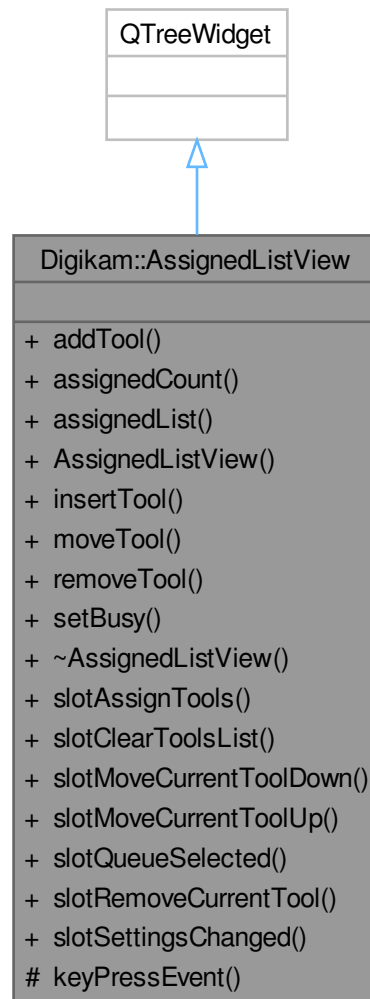 QTreeWidget
Digikam::AssignedListView
+ addTool()
+ assignedCount()
+ assignedList()
+ AssignedListView()
+ insertTool()
+ moveTool()
+ removeTool()
+ setBusy()
+ ~AssignedListView()
+ slotAssignTools()
+ slotClearToolsList()
+ slotMoveCurrentToolDown()
+ slotMoveCurrentToolUp()
+ slotQueueSelected()
+ slotRemoveCurrentTool()
+ slotSettingsChanged()
# keyPressEvent()